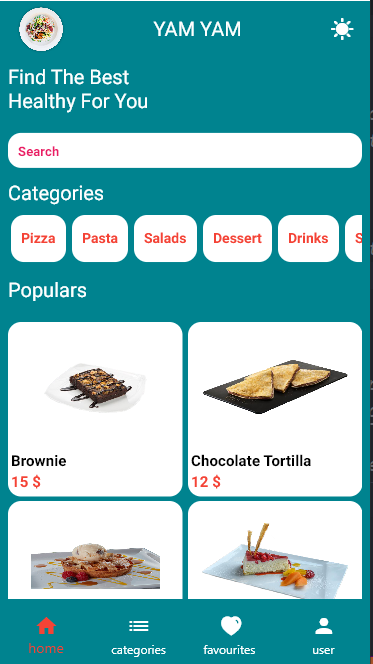 YAM YAM
Find The Best
Healthy For You
Search
Categories
Pizza Pasta Salads Dessert Drinks S
Populars
Brownie Chocolate Tortilla
15 $ 12 $
home categories favourites user